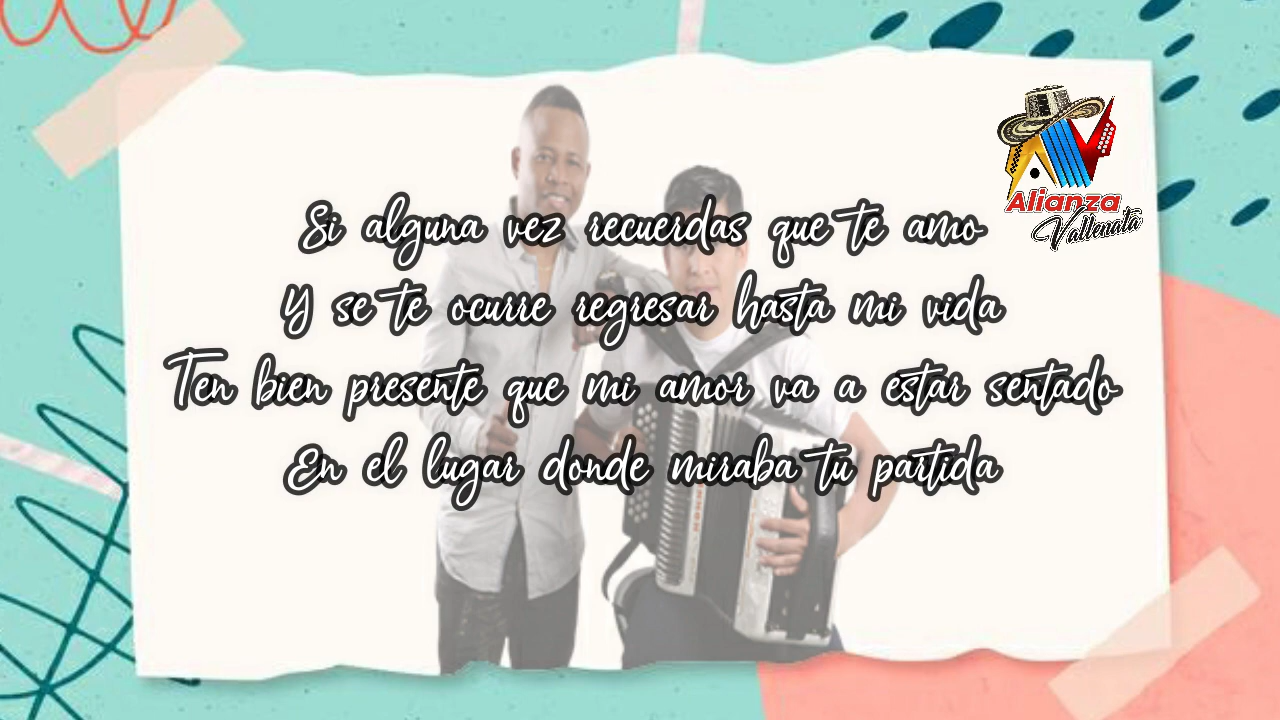 Alianza
Vallenata
Si alguna vez recuerdas que te amo
Y se te ocurre regresar hasta mi vida
Ten bien presente que mi amor va a estar sentado
En el lugar donde miraba tu partida
HOHNER